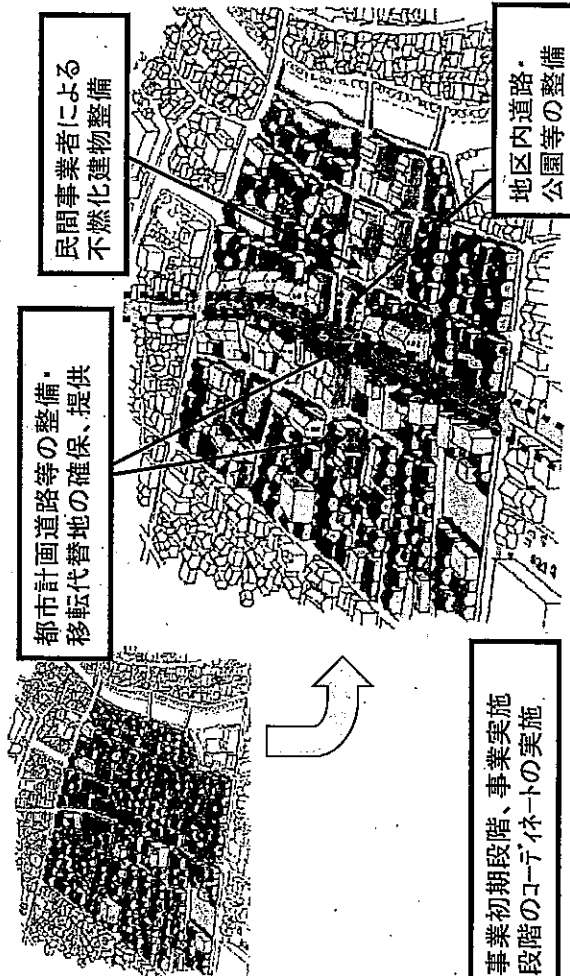 都市計画道路等の整備・
移転代替地の確保、提供
民間事業者による
不燃化建物整備
事業初期段階、事業実施
段階のコーディネートの実施
地区内道路・
公園等の整備